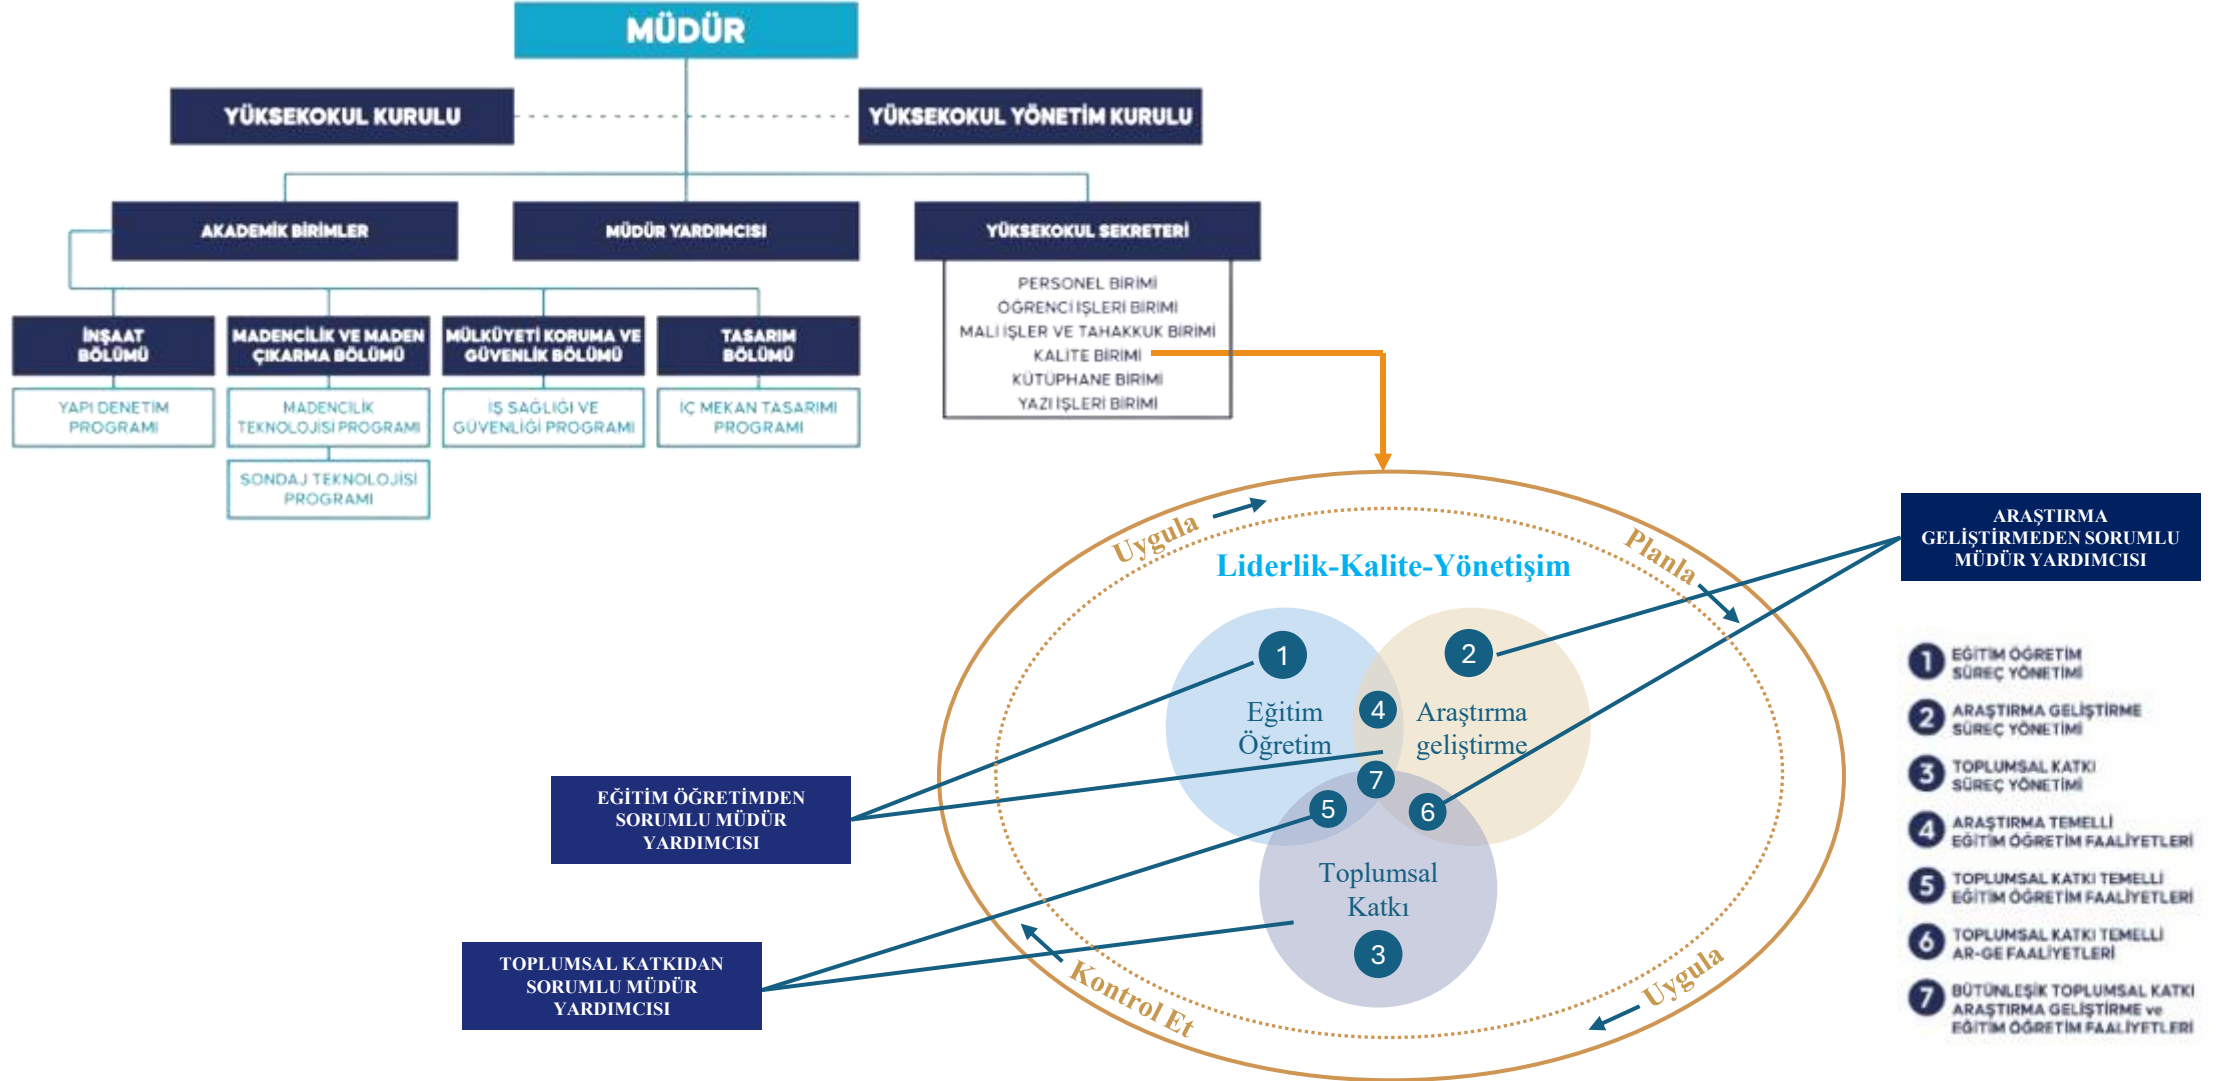 MÜDÜR
YÜKSEKOKUL KURULU
YÜKSEKOKUL YÖNETİM KURULU
AKADEMİK BİRİMLER
MÜDÜR YARDIMCISI
YÜKSEKOKUL SEKRETERİ
PERSONEL BİRİMİ
ÖĞRENCİ İŞLERİ BİRİMİ
MALİ İŞLER VE TAHAKKUK BİRİMİ
KALİTE BİRİMİ
KÜTÜPHANE BİRİMİ
YAZI İŞLERİ BİRİMİ
İNŞAAT
BÖLÜMÜ
MADENCİLİK VE MADEN
ÇIKARMA BÖLÜMÜ
MÜLKÜYETİ KORUMA VE
GÜVENLİK BÖLÜMÜ
TASARIM
BÖLÜMÜ
YAPI DENETİM
PROGRAMI
MADENCİLİK
TEKNOLOJİSİ PROGRAMI
İŞ SAĞLIĞI VE
GÜVENLİĞİ PROGRAMI
İÇ MEKAN TASARIMI
PROGRAMI
SONDAJ TEKNOLOJİSİ
PROGRAMI
Uygula
Planla
Liderlik-Kalite-Yönetişim
ARAŞTIRMA
GELİŞTİRMEDEN SORUMLU
MÜDÜR YARDIMCISI
1
2
4
Eğitim
Öğretim
Araştırma
geliştirme
7
5
6
Toplumsal
Katkı
3
Kontrol Et
Uygula
EĞİTİM ÖĞRETİMDEN
SORUMLU MÜDÜR
YARDIMCISI
TOPLUMSAL KATKIDAN
SORUMLU MÜDÜR
YARDIMCISI
1 EĞİTİM ÖĞRETİM
SÜREÇ YÖNETİMİ
2 ARAŞTIRMA GELİŞTİRME
SÜREÇ YÖNETİMİ
3 TOPLUMSAL KATKI
SÜREÇ YÖNETİMİ
4 ARAŞTIRMA TEMELLİ
EĞİTİM ÖĞRETİM FAALİYETLERİ
5 TOPLUMSAL KATKI TEMELLİ
EĞİTİM ÖĞRETİM FAALİYETLERİ
6 TOPLUMSAL KATKI TEMELLİ
AR-GE FAALİYETLERİ
7 BÜTÜNLEŞİK TOPLUMSAL KATKI
ARAŞTIRMA GELİŞTİRME ve
EĞİTİM ÖĞRETİM FAALİYETLERİ